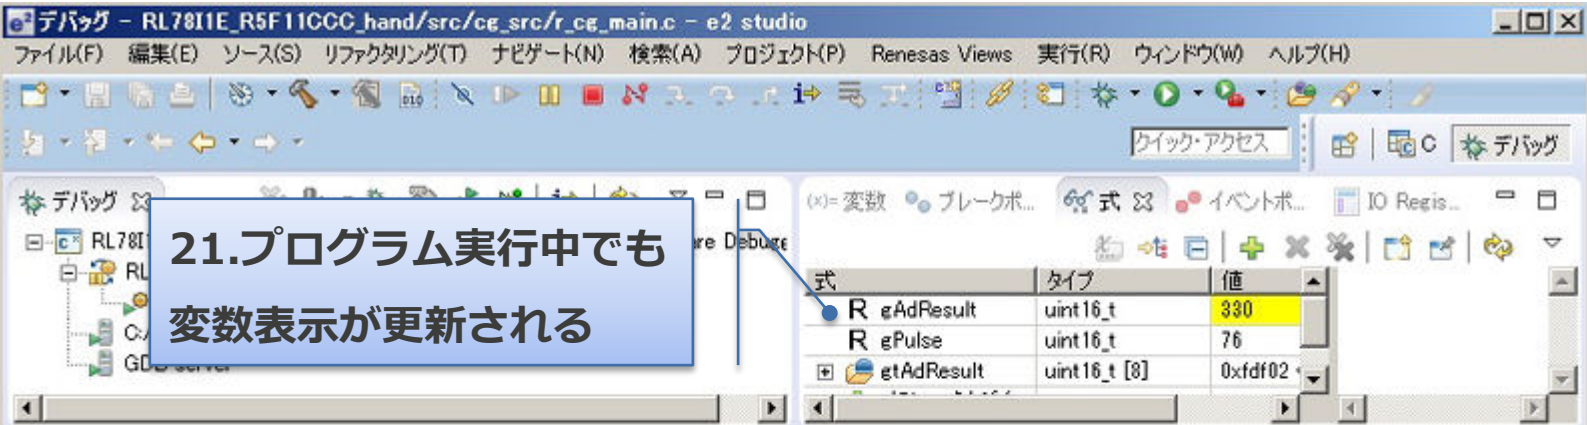 デバッグ - RL78I1E_R5F11CCC_hand/src/cg_src/r_cg_main.c - e2 studio
ファイル(F) 編集(E) ソース(S) リファクタリング(T) ナビゲート(N) 検索(A) プロジェクト(P) Renesas Views 実行(R) ウィンドウ(W) ヘルプ(H)
クイック・アクセス C デバッグ
デバッグ
(x)= 変数 ブレークポ... 式 イベントポ... IO Regis...
21.プログラム実行中でも
変数表示が更新される
RL78I
re Debugg
RL
C:/
GDB server
式 タイプ 値
R gAdResult uint16_t 330
R gPulse uint16_t 76
gtAdResult uint16_t [8] 0xfdf02